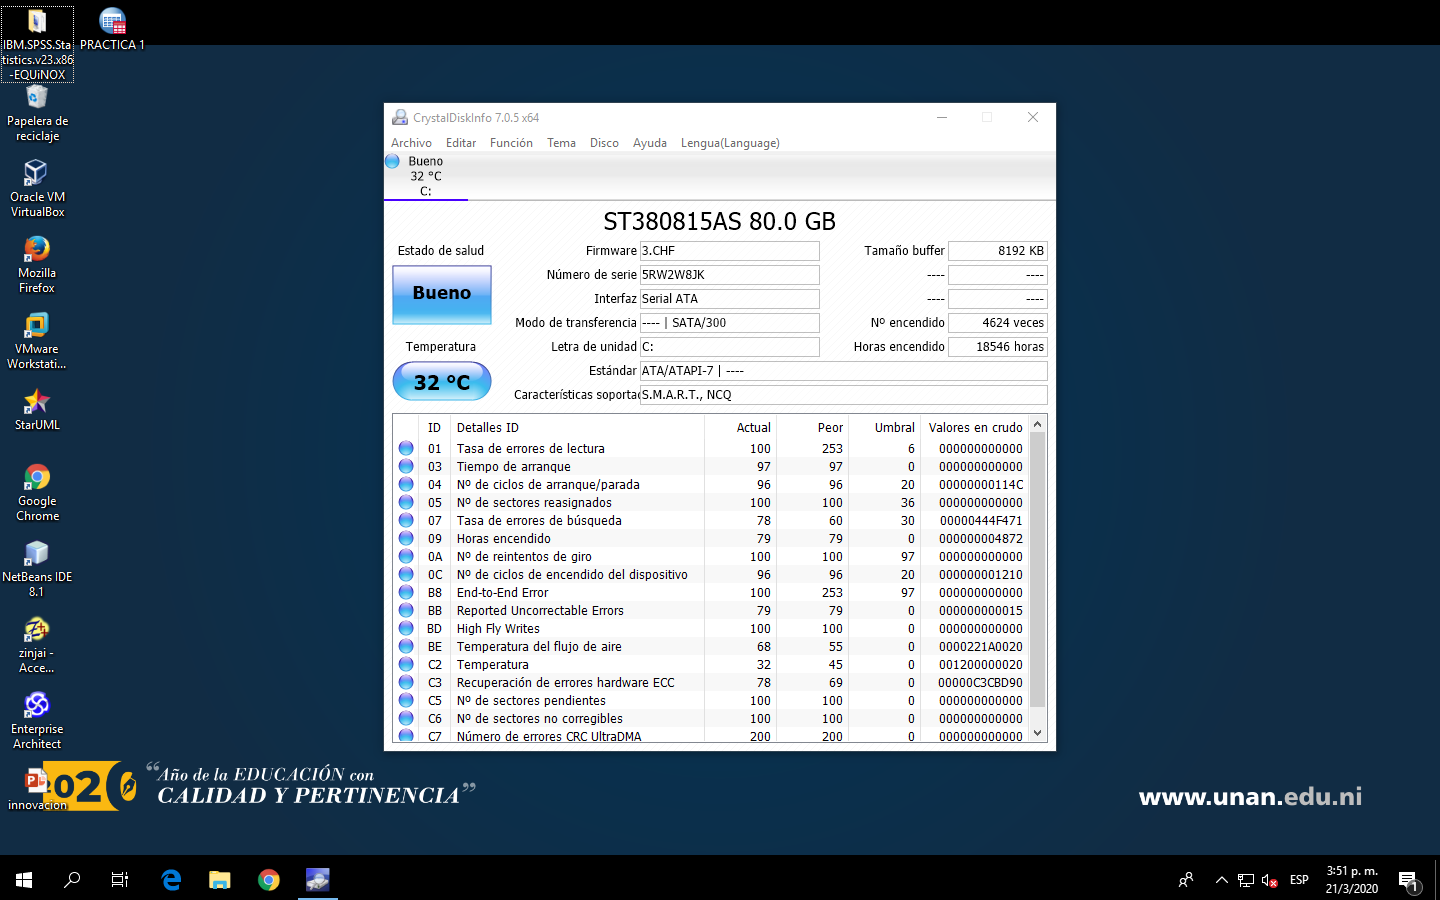 IBM.SPSS.Sta
tistics.v23.x86
-EQUiNOX
PRACTICA 1
Papelera de
reciclaje
Oracle VM
VirtualBox
Mozilla
Firefox
VMware
Workstati...
StarUML
Google
Chrome
NetBeans IDE
8.1
zinjai -
Acce...
Enterprise
Architect
innovacion
CrystalDiskInfo 7.0.5 x64
Archivo Editar Función Tema Disco Ayuda Lengua(Language)
Bueno
32 °C
C:
ST380815AS 80.0 GB
Estado de salud
Bueno
Temperatura
32 °C
Firmware 3.CHF Tamaño buffer 8192 KB
Número de serie 5RW2W8JK ---- ----
Interfaz Serial ATA ---- ----
Modo de transferencia ---- | SATA/300 Nº encendido 4624 veces
Letra de unidad C: Horas encendido 18546 horas
Estándar ATA/ATAPI-7 | ----
Características soportac S.M.A.R.T., NCQ
ID Detalles ID Actual Peor Umbral Valores en crudo
01 Tasa de errores de lectura 100 253 6 000000000000
03 Tiempo de arranque 97 97 0 000000000000
04 Nº de ciclos de arranque/parada 96 96 20 00000000114C
05 Nº de sectores reasignados 100 100 36 000000000000
07 Tasa de errores de búsqueda 78 60 30 00000444F471
09 Horas encendido 79 79 0 000000004872
0A Nº de reintentos de giro 100 100 97 000000000000
0C Nº de ciclos de encendido del dispositivo 96 96 20 000000001210
B8 End-to-End Error 100 253 97 000000000000
BB Reported Uncorrectable Errors 79 79 0 000000000015
BD High Fly Writes 100 100 0 000000000000
BE Temperatura del flujo de aire 68 55 0 0000221A0020
C2 Temperatura 32 45 0 001200000020
C3 Recuperación de errores hardware ECC 78 69 0 00000C3CBD90
C5 Nº de sectores pendientes 100 100 0 000000000000
C6 Nº de sectores no corregibles 100 100 0 000000000000
C7 Número de errores CRC UltraDMA 200 200 0 000000000000
2020
“Año de la EDUCACIÓN con
CALIDAD Y PERTINENCIA”
www.unan.edu.ni
ESP
3:51 p. m.
21/3/2020
1